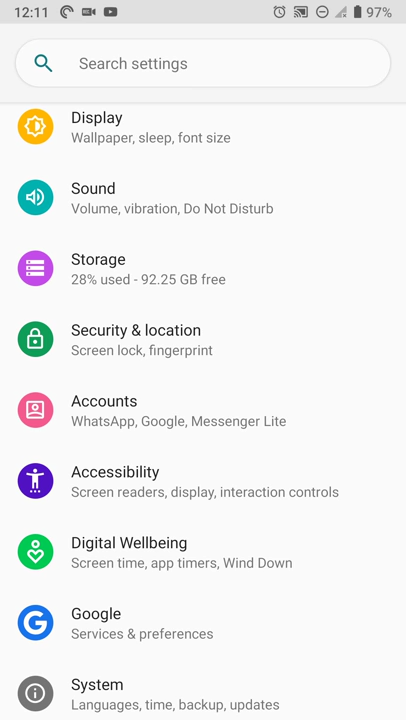 12:11
97%
Search settings
Display
Wallpaper, sleep, font size
Sound
Volume, vibration, Do Not Disturb
Storage
28% used - 92.25 GB free
Security & location
Screen lock, fingerprint
Accounts
WhatsApp, Google, Messenger Lite
Accessibility
Screen readers, display, interaction controls
Digital Wellbeing
Screen time, app timers, Wind Down
Google
Services & preferences
System
Languages, time, backup, updates